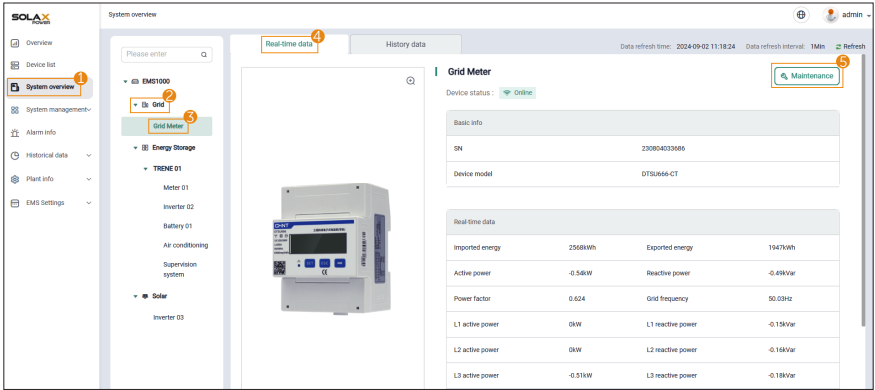 SOLAX
POWER
System overview
admin
Overview
Device list
System overview
1
System management
Alarm info
Historical data
Plant info
EMS Settings
Please enter
EMS1000
2
Grid
3
Grid Meter
Energy Storage
TRENE 01
Meter 01
Inverter 02
Battery 01
Air conditioning
Supervision
system
Solar
Inverter 03
Real-time data
4
History data
Data refresh time: 2024-09-02 11:18:24 Data refresh interval: 1Min Refresh
CHNT
Grid Meter
5
Maintenance
Device status : Online
Basic info
SN 230804033686
Device model DTSU666-CT
Real-time data
Imported energy 2568kWh Exported energy 1947kWh
Active power -0.54kW Reactive power -0.49kVar
Power factor 0.624 Grid frequency 50.03Hz
L1 active power 0kW L1 reactive power -0.15kVar
L2 active power 0kW L2 reactive power -0.16kVar
L3 active power -0.51kW L3 reactive power -0.18kVar